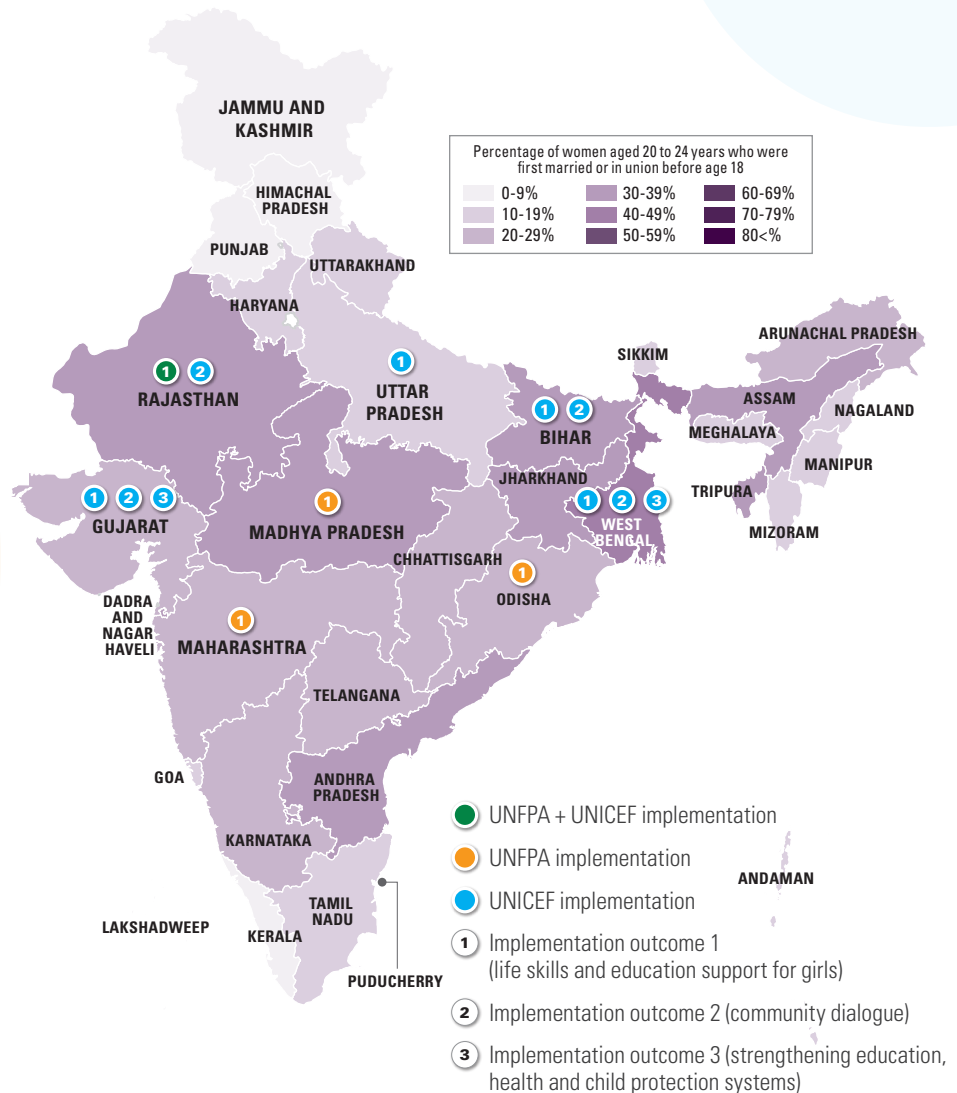 JAMMU AND
KASHMIR
Percentage of women aged 20 to 24 years who were
first married or in union before age 18
0-9%
30-39%
60-69%
10-19%
40-49%
70-79%
20-29%
50-59%
80<%
HIMACHAL
PRADESH
PUNJAB
UTTARAKHAND
HARYANA
ARUNACHAL PRADESH
SIKKIM
1 2
RAJASTHAN
1
UTTAR
PRADESH
ASSAM
NAGALAND
1 2
BIHAR
MEGHALAYA
MANIPUR
JHARKHAND
TRIPURA
1 2 3
GUJARAT
1
MADHYA PRADESH
1 2 3
WEST
BENGAL
MIZORAM
CHHATTISGARH
1
ODISHA
DADRA
AND
NAGAR
HAVELI
1
MAHARASHTRA
TELANGANA
GOA
ANDHRA
PRADESH
KARNATAKA
UNFPA + UNICEF implementation
UNFPA implementation
ANDAMAN
UNICEF implementation
TAMIL
NADU
LAKSHADWEEP
KERALA
PUDUCHERRY
1 Implementation outcome 1
(life skills and education support for girls)
2 Implementation outcome 2 (community dialogue)
3 Implementation outcome 3 (strengthening education,
health and child protection systems)